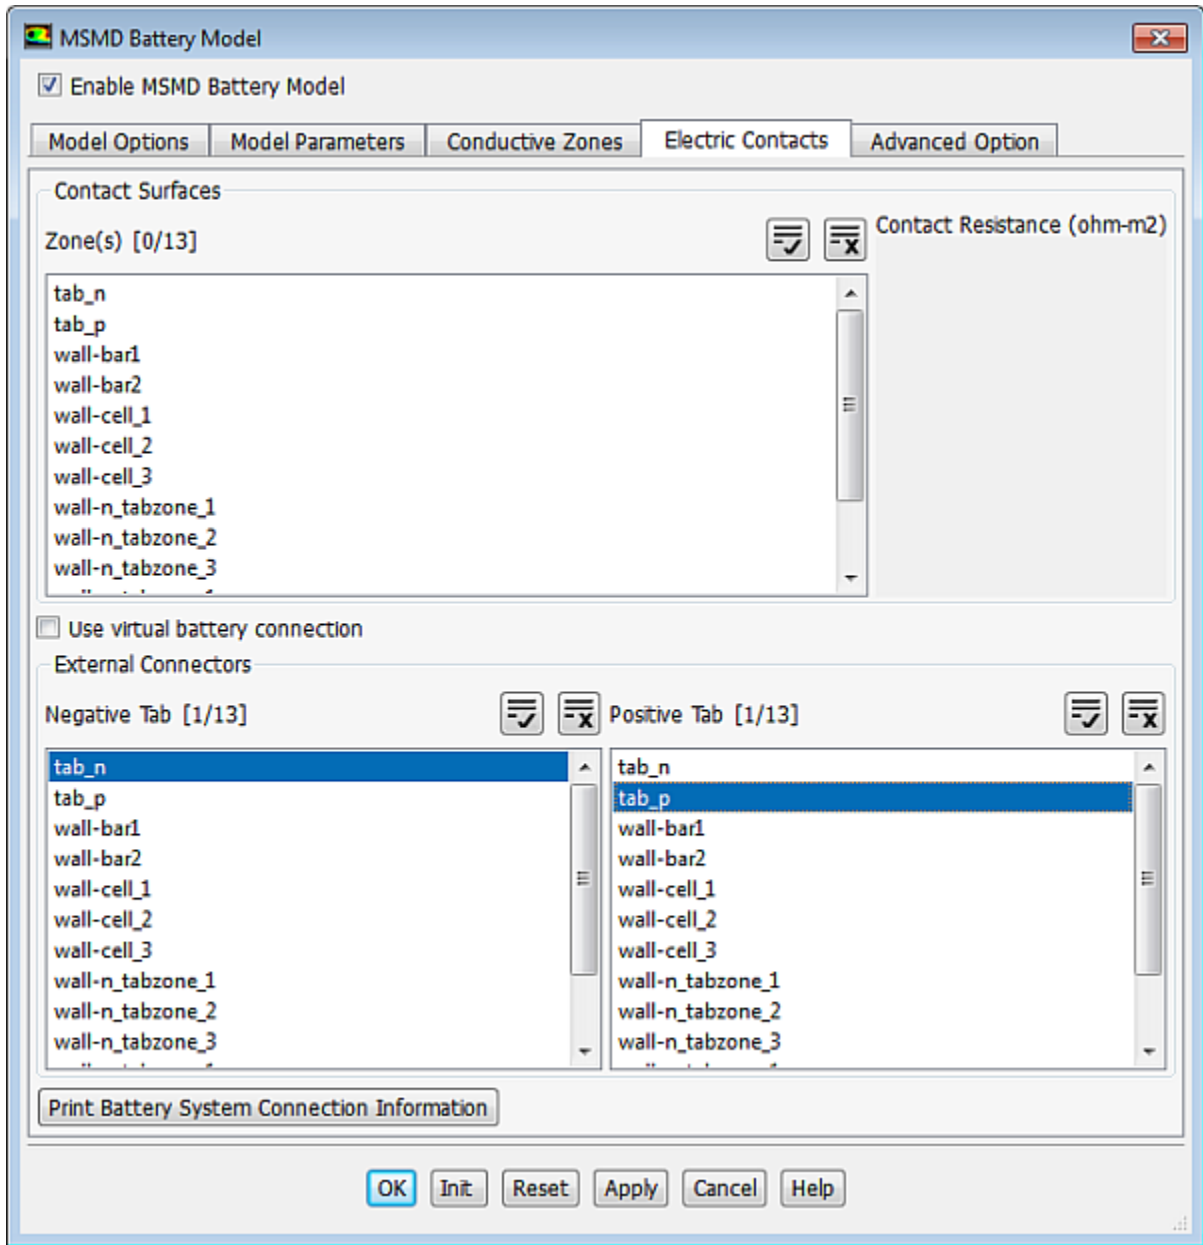 MSMD Battery Model
Enable MSMD Battery Model
Model Options Model Parameters Conductive Zones Electric Contacts Advanced Option
Contact Surfaces
Zone(s) [0/13]
Contact Resistance (ohm-m2)
tab_n
tab_p
wall-bar1
wall-bar2
wall-cell_1
wall-cell_2
wall-cell_3
wall-n_tabzone_1
wall-n_tabzone_2
wall-n_tabzone_3
Use virtual battery connection
External Connectors
Negative Tab [1/13]
tab_n
tab_p
wall-bar1
wall-bar2
wall-cell_1
wall-cell_2
wall-cell_3
wall-n_tabzone_1
wall-n_tabzone_2
wall-n_tabzone_3
Positive Tab [1/13]
tab_n
tab_p
wall-bar1
wall-bar2
wall-cell_1
wall-cell_2
wall-cell_3
wall-n_tabzone_1
wall-n_tabzone_2
wall-n_tabzone_3
Print Battery System Connection Information
OK Init Reset Apply Cancel Help